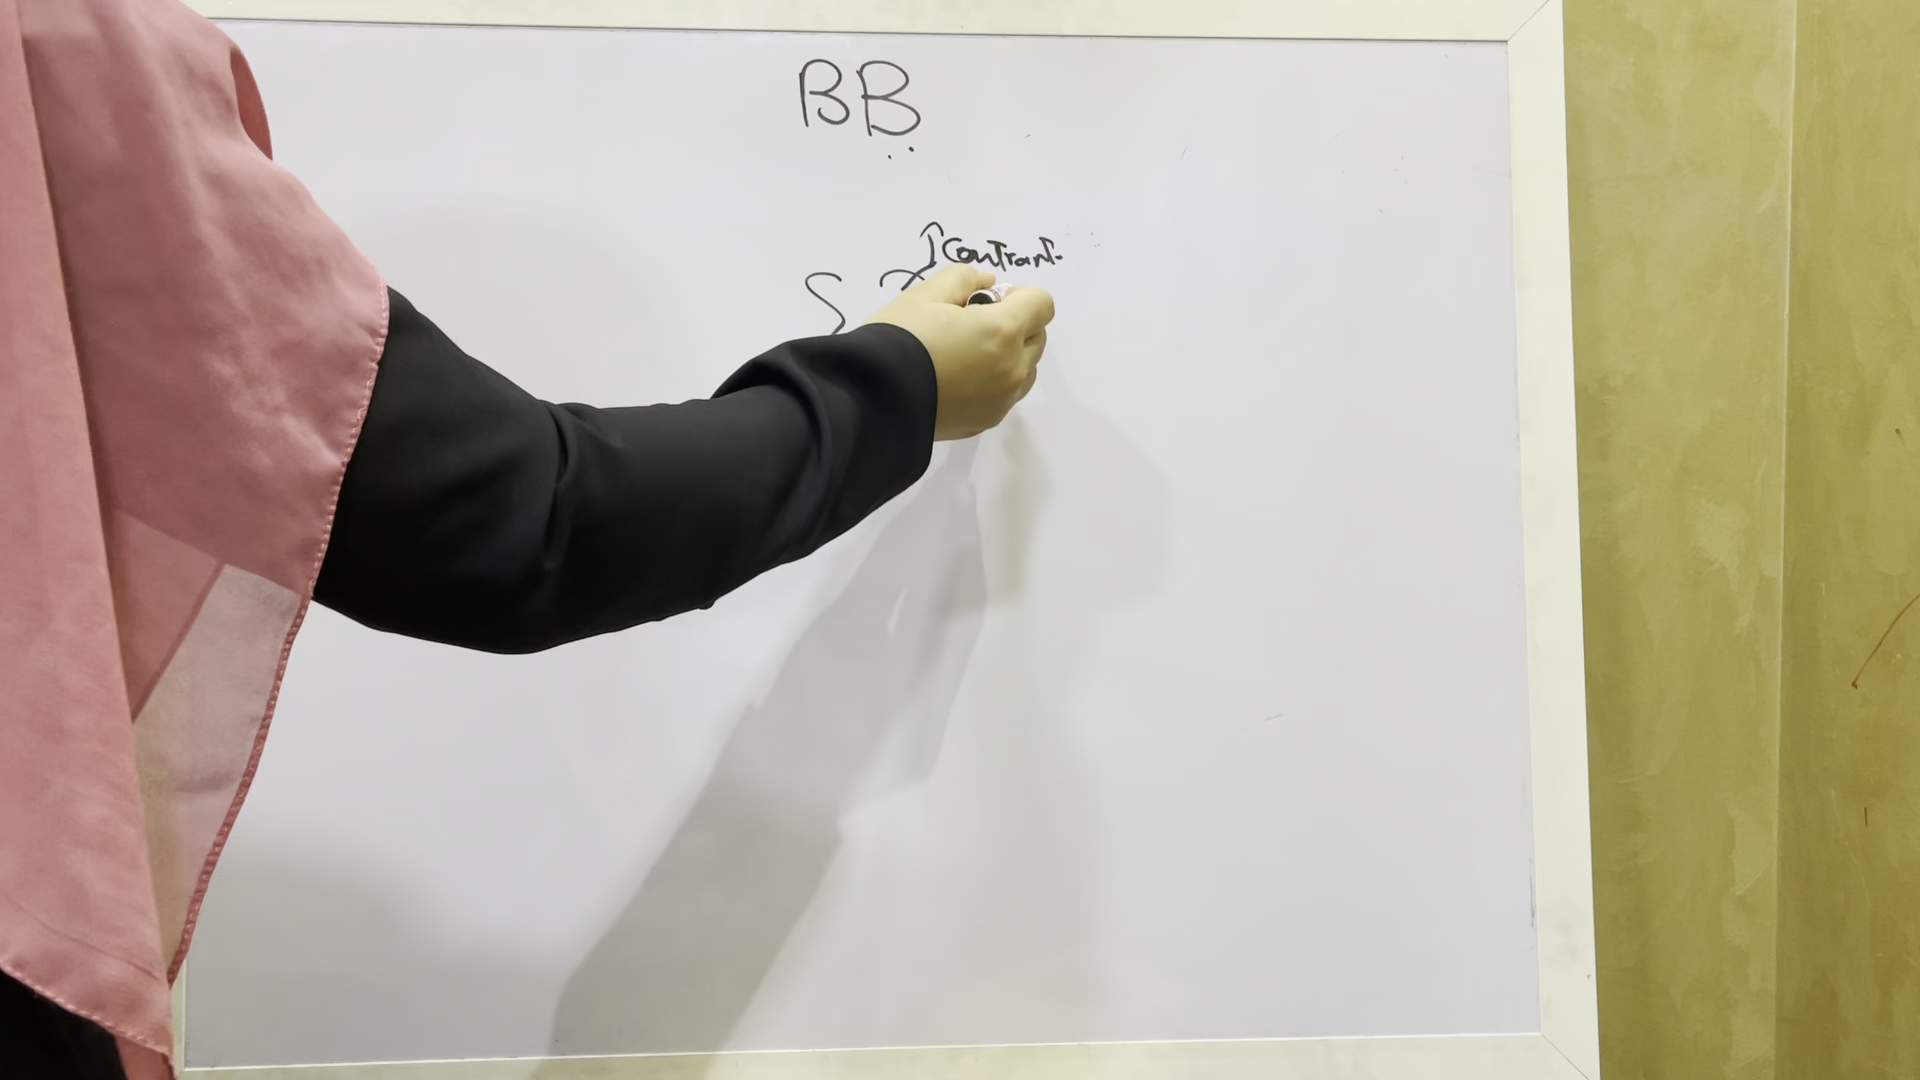 BB
↑ Contrant.
S